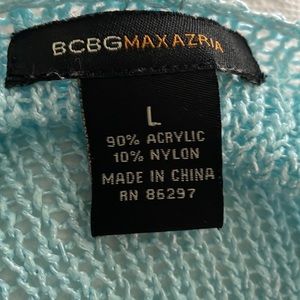 BCBGMAXAZRIA
L
90% ACRYLIC
10% NYLON
MADE IN CHINA
RN 86297